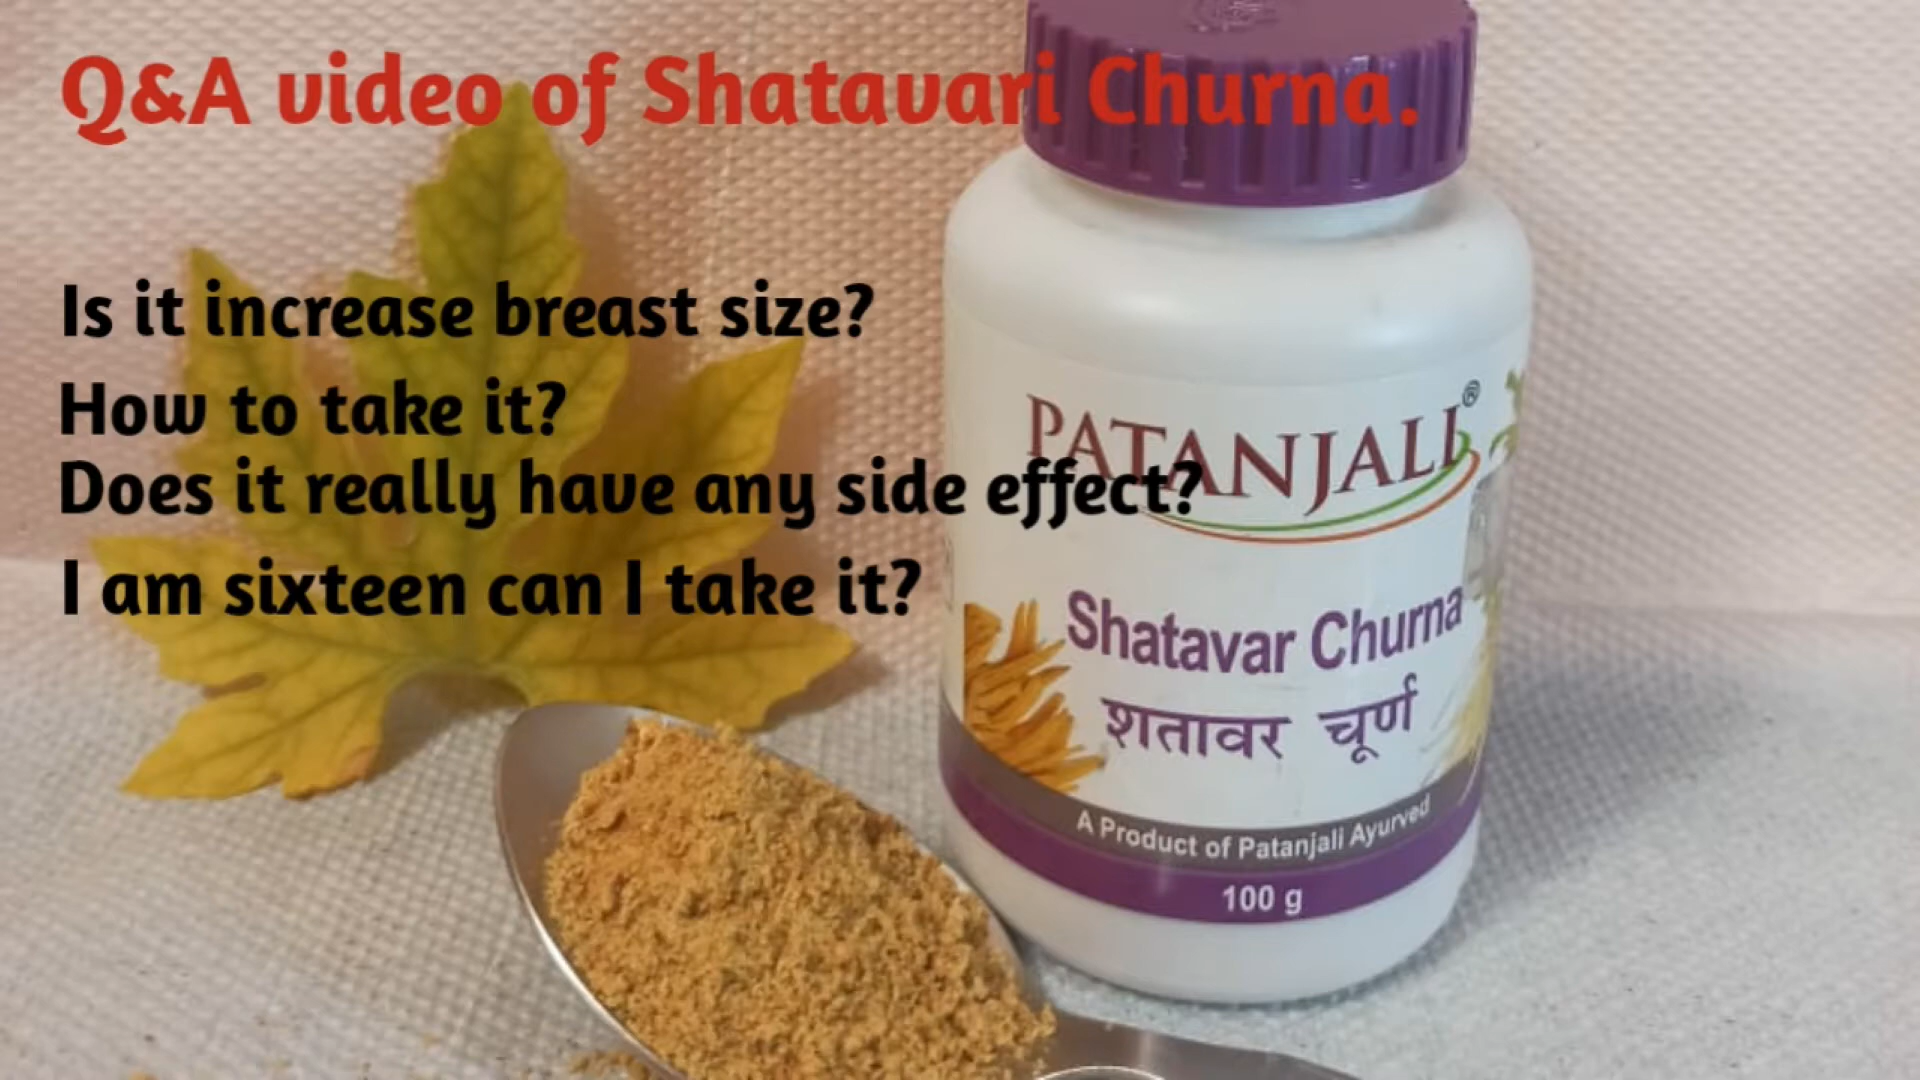 Q&A video of Shatavari Churna.
Is it increase breast size?
How to take it?
Does it really have any side effect?
I am sixteen can I take it?
PATANJALI®
Shatavar Churna
शतावर चूर्ण
A Product of Patanjali Ayurved
100 g